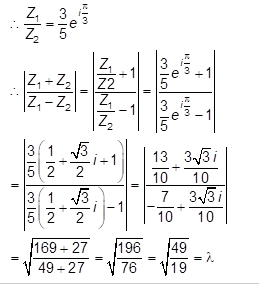 ∴ Z₁/Z₂ = 3/5 e^(iπ/3)
∴ |(Z₁ + Z₂)/(Z₁ − Z₂)| = |(Z₁/Z2 + 1)/(Z₁/Z₂ − 1)| = |(3/5 e^(iπ/3) + 1)/(3/5 e^(iπ/3) − 1)|
= |(3/5 (1/2 + √3/2 i + 1))/(3/5 (1/2 + √3/2 i) − 1)| = |(13/10 + 3√3 i/10)/(−7/10 + 3√3 i/10)|
= √((169 + 27)/(49 + 27)) = √(196/76) = √(49/19) = λ